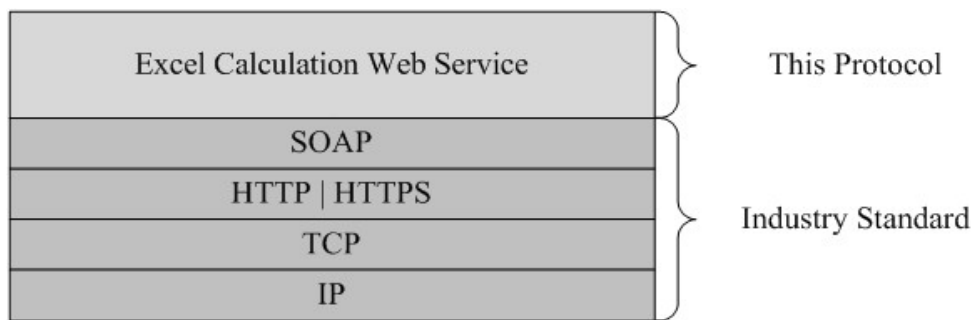 Excel Calculation Web Service
This Protocol
SOAP
HTTP | HTTPS
TCP
IP
Industry Standard